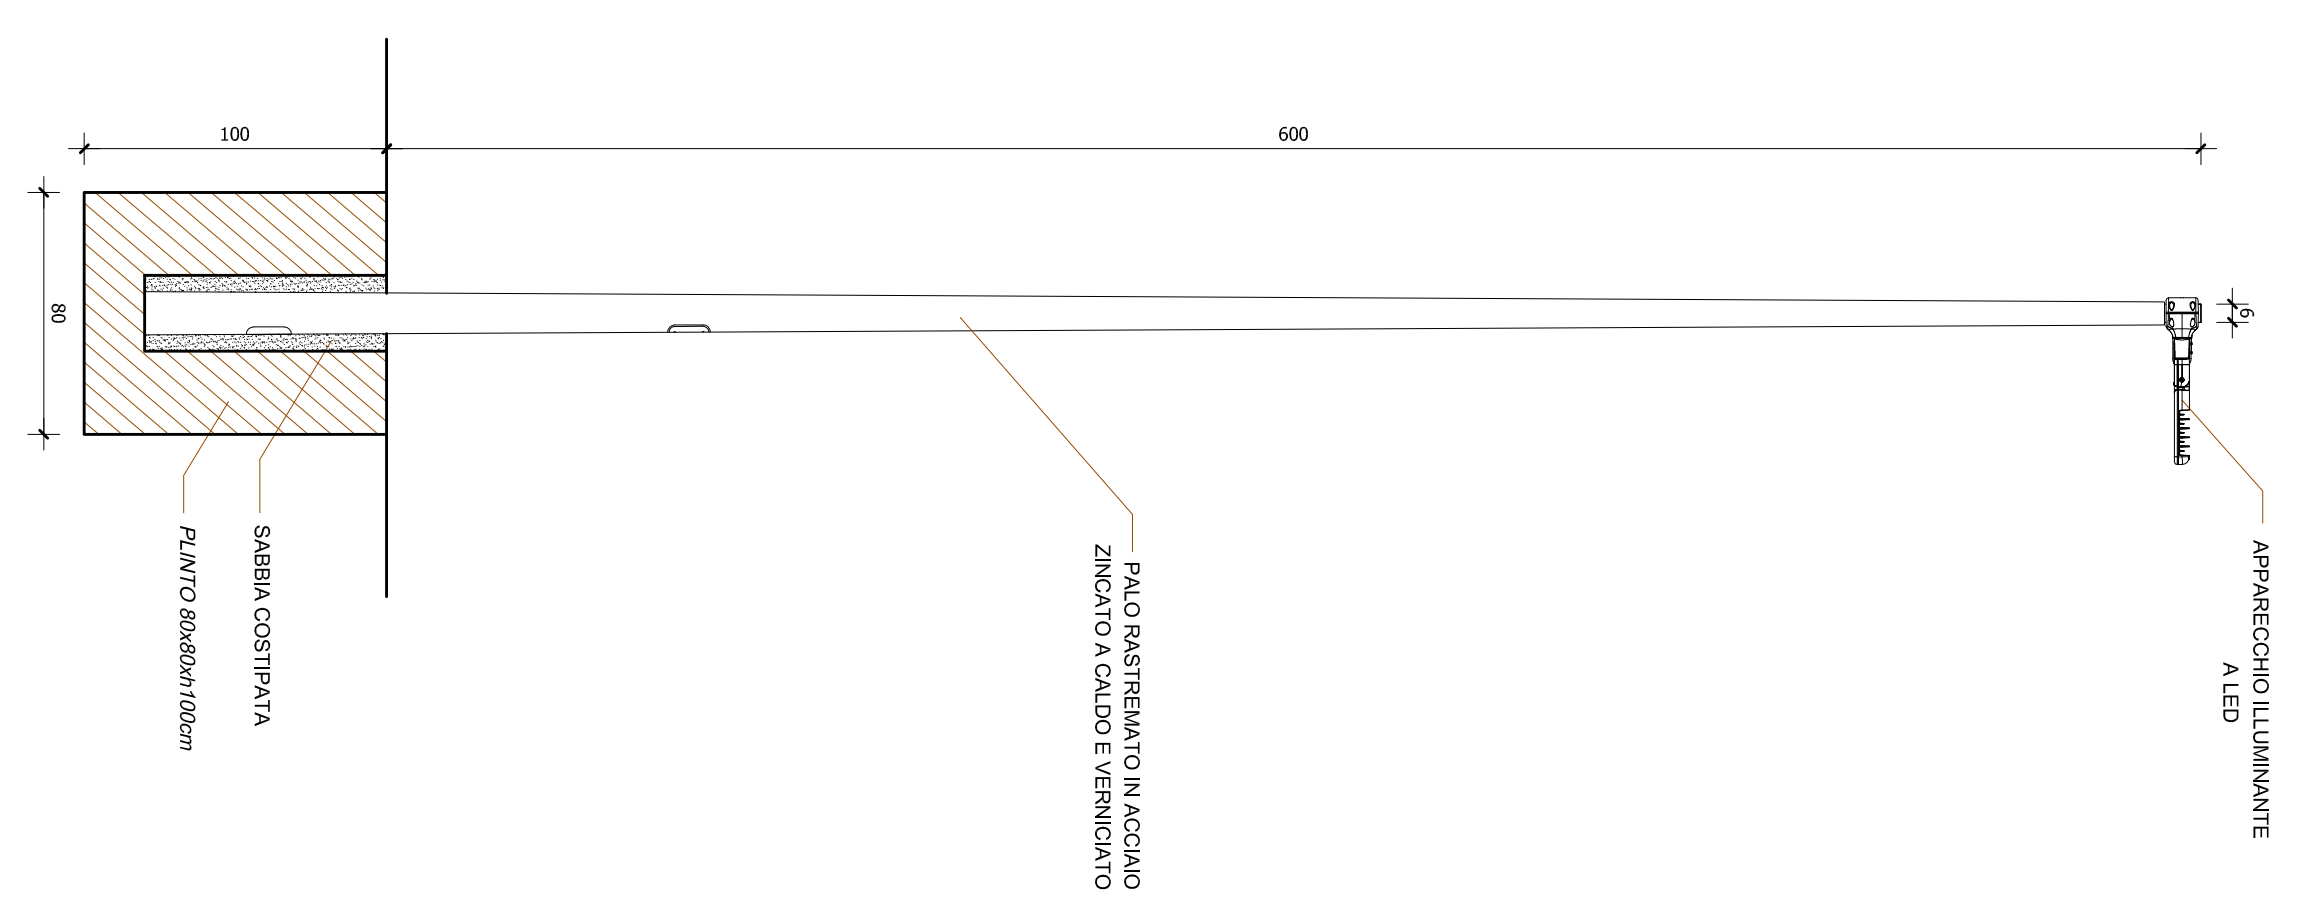 100
600
80
6
APPARECCHIO ILLUMINANTE
A LED
PALO RASTREMATO IN ACCIAIO
ZINCATO A CALDO E VERNICIATO
SABBIA COSTIPATA
PLINTO 80x80xh100cm